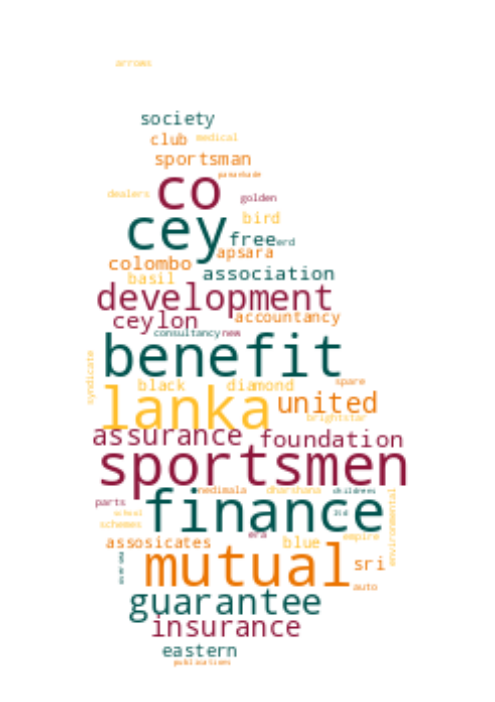 arrows
society
club medical
sportsman
dealers co golden
bird
cey free erd
apsara
colombo association
basil
development
ceylon accountancy
consultancy new
benefit
syndicate
black diamond spare
lanka united
brightstar
assurance foundation
sportsmen
nedimala dharshana childrens
parts finance
school ltd
schemes environmental
era empire
assosicates blue
mutual sri
auto
guarantee
insurance
eastern
publications